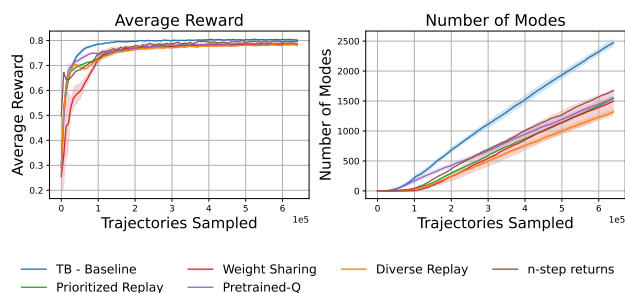 Average Reward
Number of Modes
Average Reward
0.8
0.7
0.6
0.5
0.4
0.3
0.2
0 1 2 3 4 5 6
1e5
Trajectories Sampled
Number of Modes
2500
2000
1500
1000
500
0
0 1 2 3 4 5 6
1e5
Trajectories Sampled
TB - Baseline Weight Sharing Diverse Replay n-step returns
Prioritized Replay Pretrained-Q